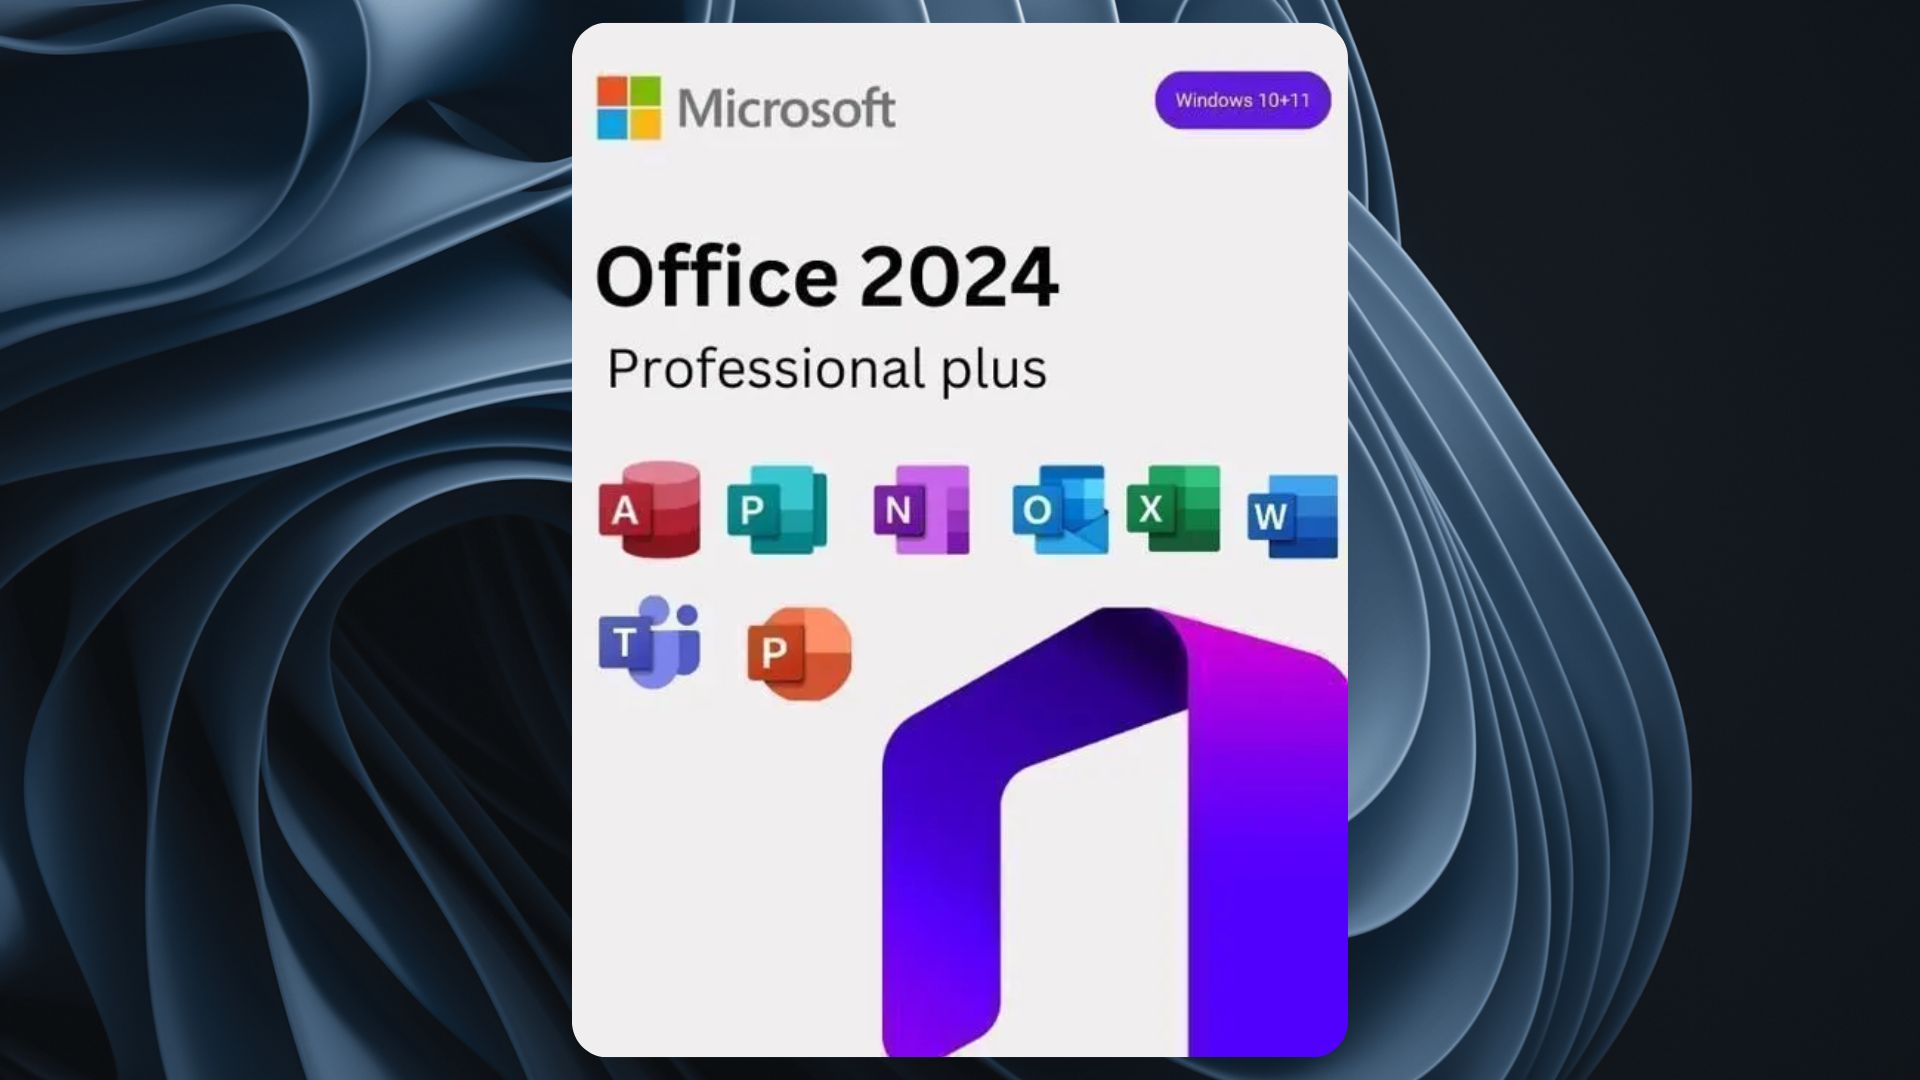 Microsoft
Windows 10+11
Office 2024
Professional plus
A P N O X W
T P